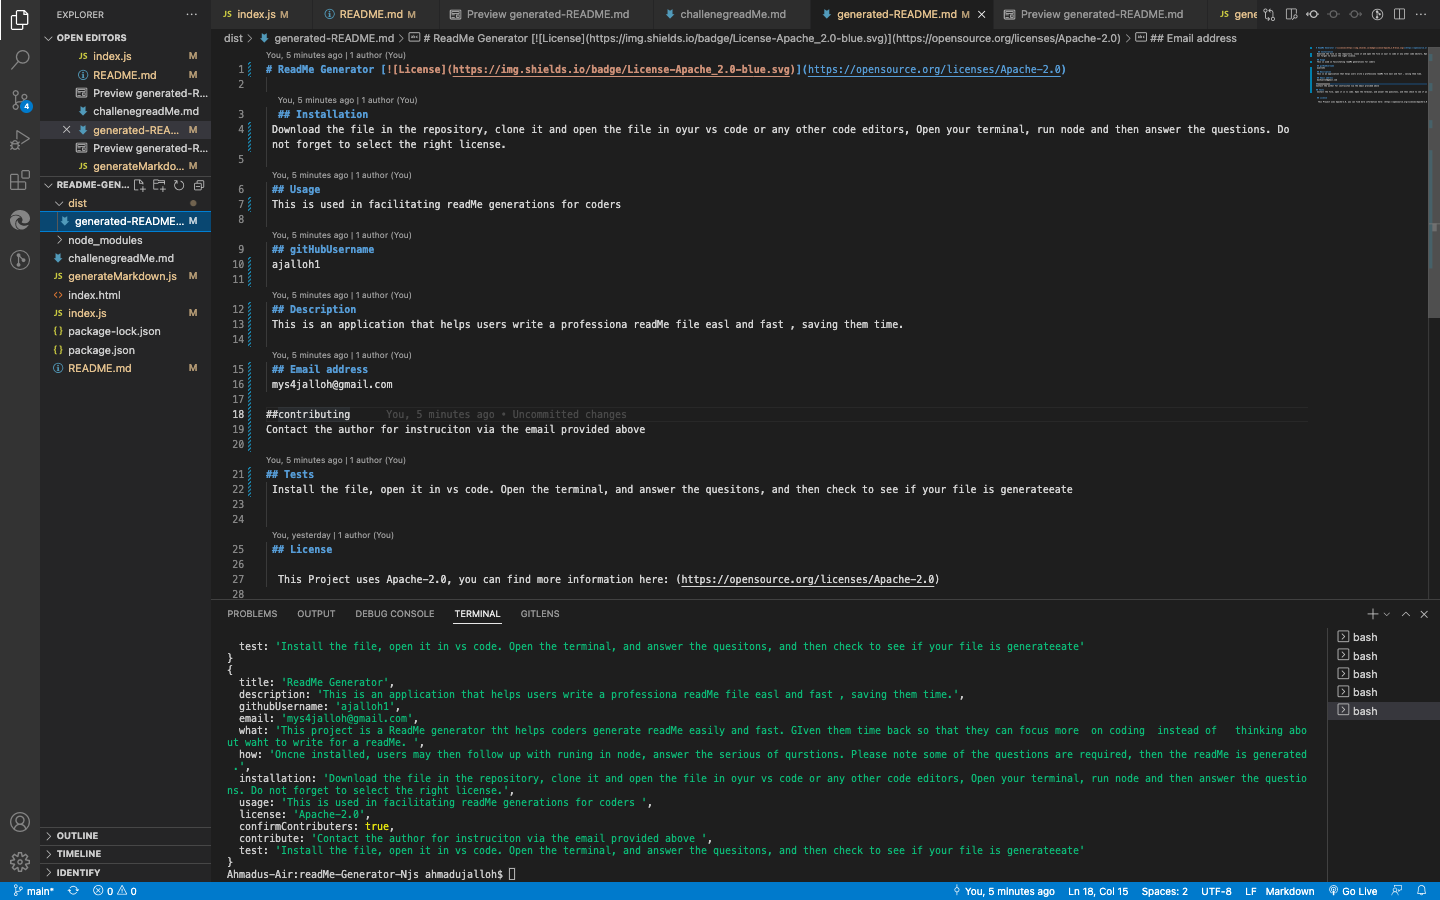 EXPLORER
OPEN EDITORS
index.js M
README.md M
Preview generated-R...
challenegreadMe.md
generated-REA... M
Preview generated-R...
JS generateMarkdo... M
README-GEN...
dist
generated-README... M
node_modules
challenegreadMe.md
JS generateMarkdown.js M
index.html
JS index.js M
package-lock.json
package.json
README.md M
OUTLINE
TIMELINE
IDENTIFY
JS index.js M
README.md M
Preview generated-README.md
challenegreadMe.md
generated-README.md M
Preview generated-README.md
JS gene
dist > generated-README.md > # ReadMe Generator [![License](https://img.shields.io/badge/License-Apache_2.0-blue.svg)](https://opensource.org/licenses/Apache-2.0) > ## Email address
You, 5 minutes ago | 1 author (You)
1 # ReadMe Generator [![License](https://img.shields.io/badge/License-Apache_2.0-blue.svg)](https://opensource.org/licenses/Apache-2.0)
2
You, 5 minutes ago | 1 author (You)
3 ## Installation
4 Download the file in the repository, clone it and open the file in oyur vs code or any other code editors, Open your terminal, run node and then answer the questions. Do
not forget to select the right license.
5
You, 5 minutes ago | 1 author (You)
6 ## Usage
7 This is used in facilitating readMe generations for coders
8
You, 5 minutes ago | 1 author (You)
9 ## gitHubUsername
10 ajalloh1
11
You, 5 minutes ago | 1 author (You)
12 ## Description
13 This is an application that helps users write a professiona readMe file easl and fast , saving them time.
14
You, 5 minutes ago | 1 author (You)
15 ## Email address
16 mys4jalloh@gmail.com
17
18 ##contributing You, 5 minutes ago • Uncommitted changes
19 Contact the author for instruciton via the email provided above
20
You, 5 minutes ago | 1 author (You)
21 ## Tests
22 Install the file, open it in vs code. Open the terminal, and answer the quesitons, and then check to see if your file is generateeate
23
24
You, yesterday | 1 author (You)
25 ## License
26
27 This Project uses Apache-2.0, you can find more information here: (https://opensource.org/licenses/Apache-2.0)
28
PROBLEMS OUTPUT DEBUG CONSOLE TERMINAL GITLENS
test: 'Install the file, open it in vs code. Open the terminal, and answer the quesitons, and then check to see if your file is generateeate'
}
{
title: 'ReadMe Generator',
description: 'This is an application that helps users write a professiona readMe file easl and fast , saving them time.',
githubUsername: 'ajalloh1',
email: 'mys4jalloh@gmail.com',
what: 'This project is a ReadMe generator tht helps coders generate readMe easily and fast. GIven them time back so that they can focus more  on coding  instead of   thinking abo
ut waht to write for a readMe. ',
how: 'Oncne installed, users may then follow up with runing in node, answer the serious of qurstions. Please note some of the questions are required, then the readMe is generated
.',
installation: 'Download the file in the repository, clone it and open the file in oyur vs code or any other code editors, Open your terminal, run node and then answer the questio
ns. Do not forget to select the right license.',
usage: 'This is used in facilitating readMe generations for coders ',
license: 'Apache-2.0',
confirmContributers: true,
contribute: 'Contact the author for instruciton via the email provided above ',
test: 'Install the file, open it in vs code. Open the terminal, and answer the quesitons, and then check to see if your file is generateeate'
}
Ahmadus-Air:readMe-Generator-Njs ahmadujalloh$
bash
bash
bash
bash
bash
4
main* 0 0
You, 5 minutes ago Ln 18, Col 15 Spaces: 2 UTF-8 LF Markdown Go Live